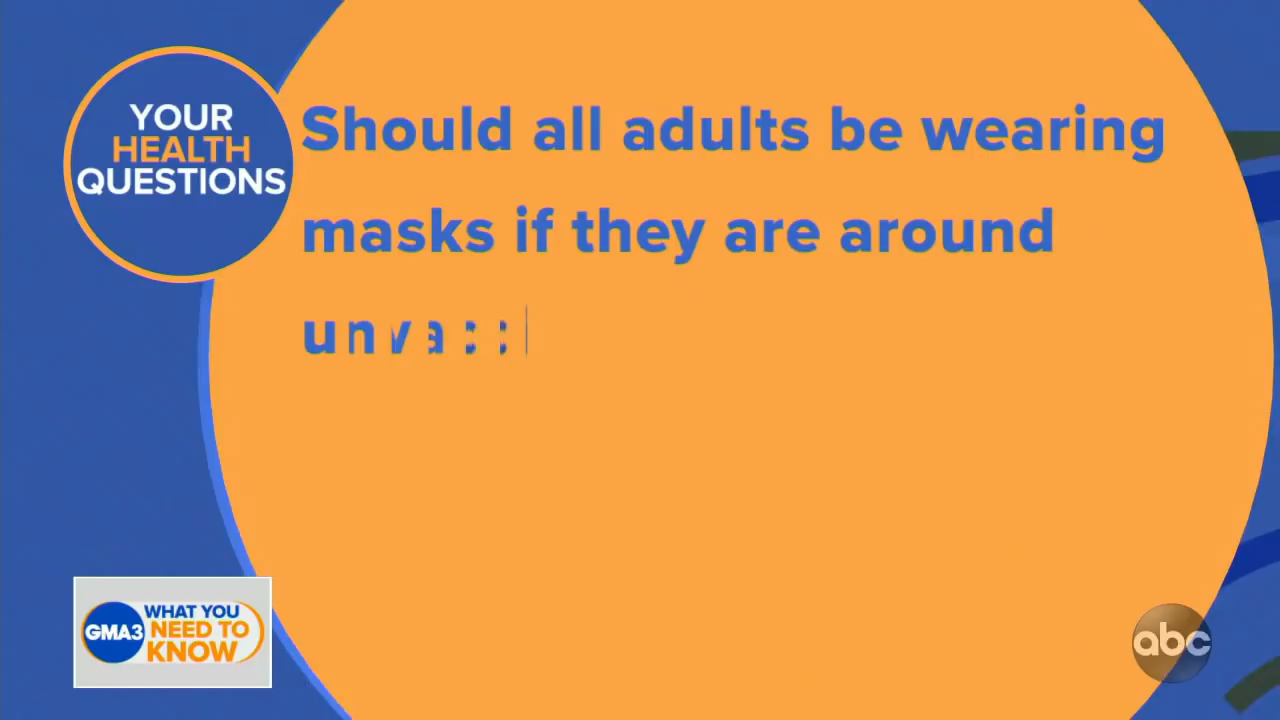 YOUR
HEALTH
QUESTIONS
Should all adults be wearing
masks if they are around
GMA3
WHAT YOU
NEED TO
KNOW
abc